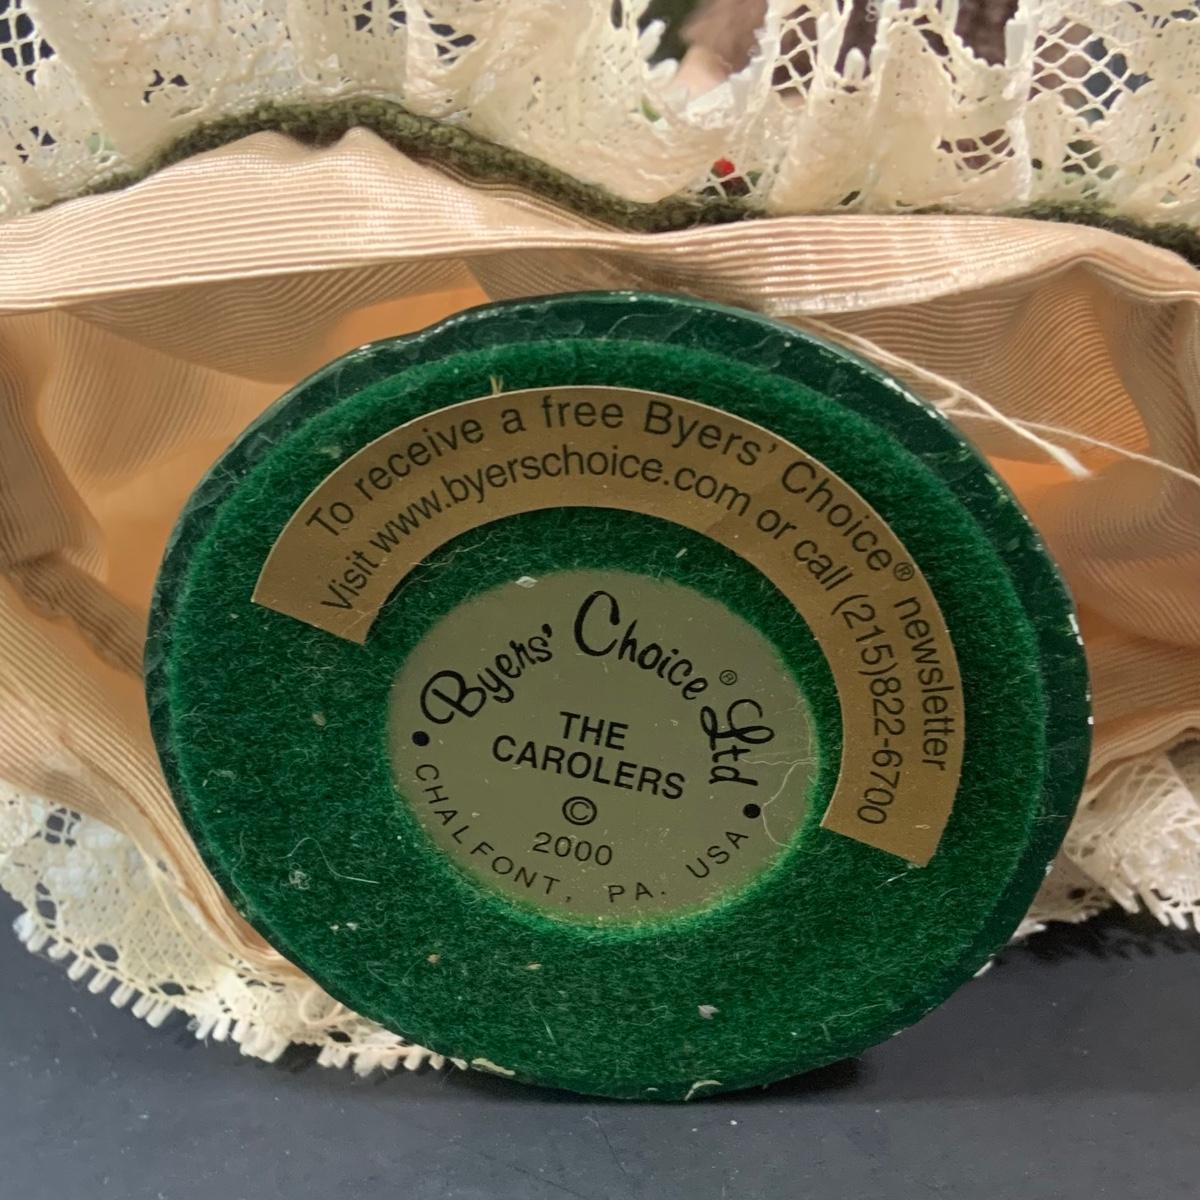 To receive a free Byers' Choice® newsletter
Visit www.byerschoice.com or call (215)822-6700
Byers' Choice® Ltd
THE
CAROLERS
©
2000
• CHALFONT, PA. USA •